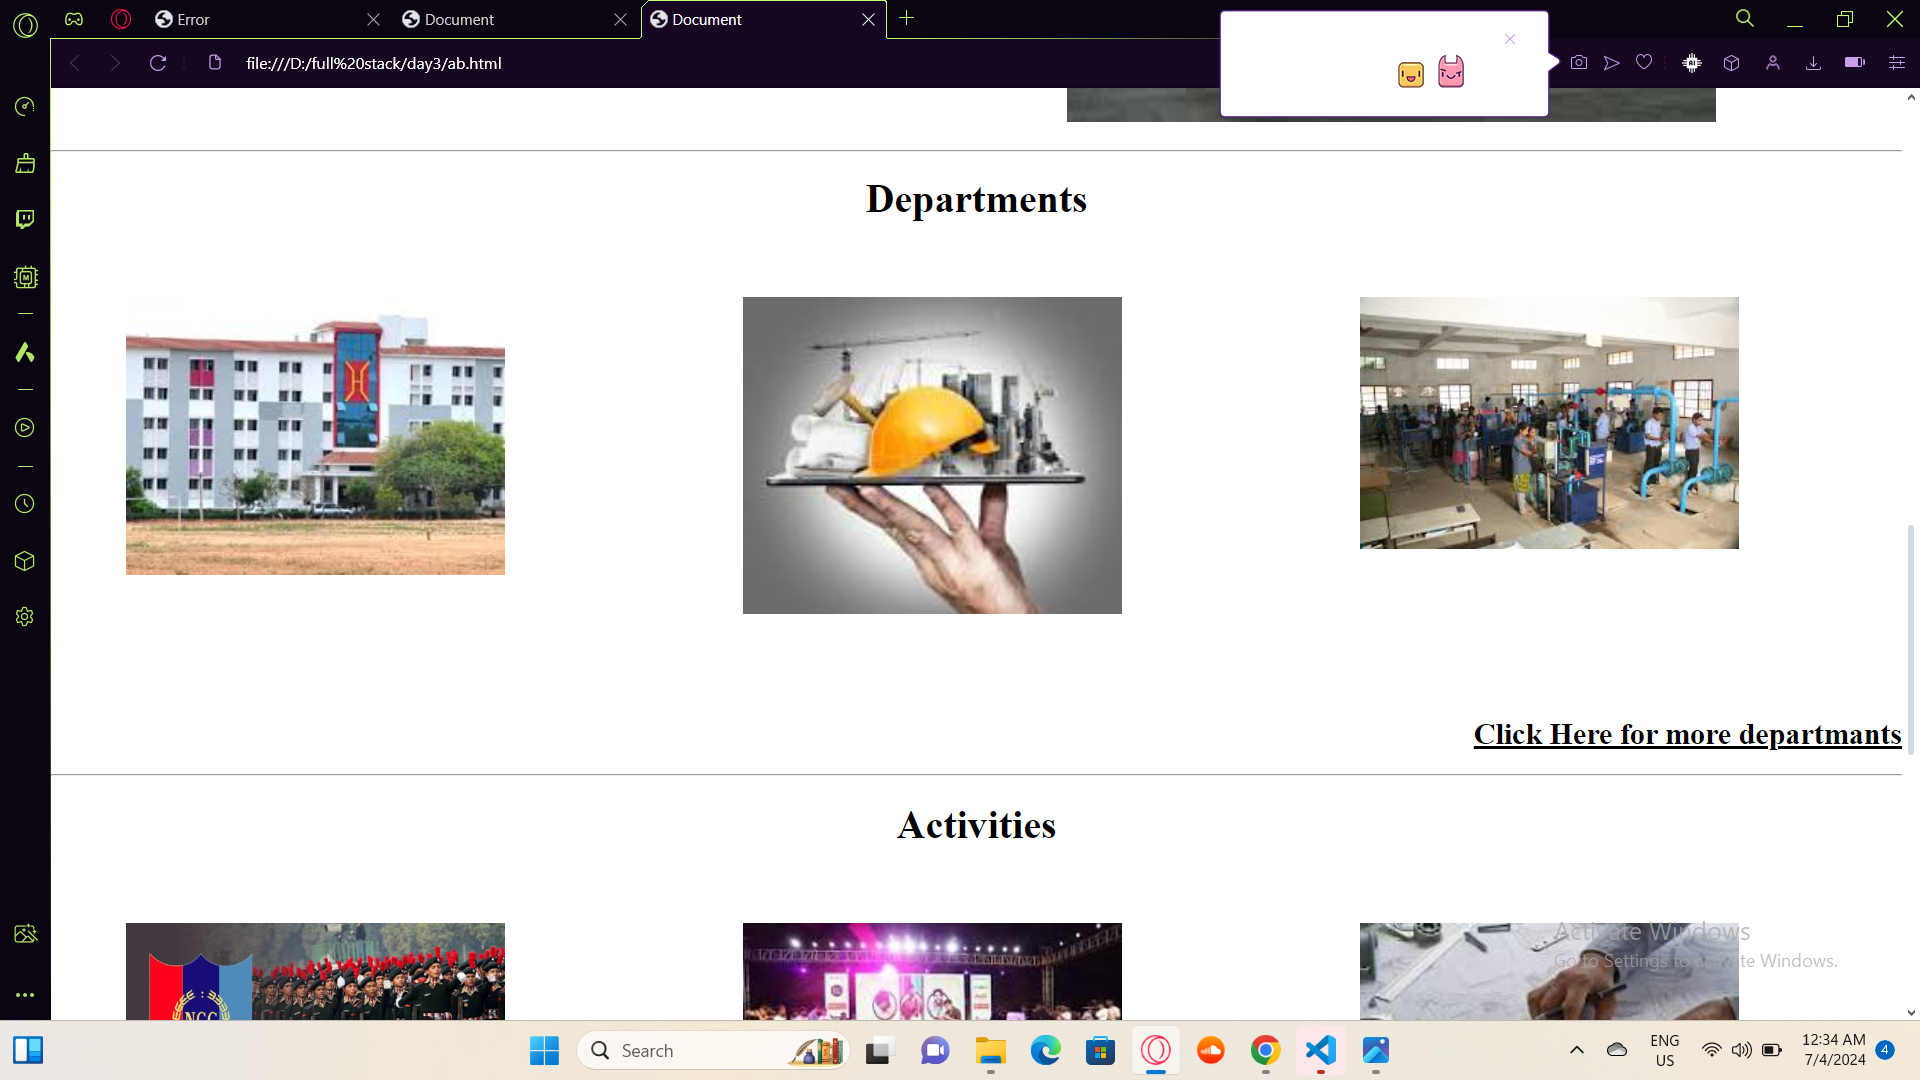 Error
Document
Document
file:///D:/full%20stack/day3/ab.html
Departments
Click Here for more departmants
Activities
NCC
Activate Windows
Go to Settings to activate Windows.
Search
ENG
US
12:34 AM
7/4/2024
4